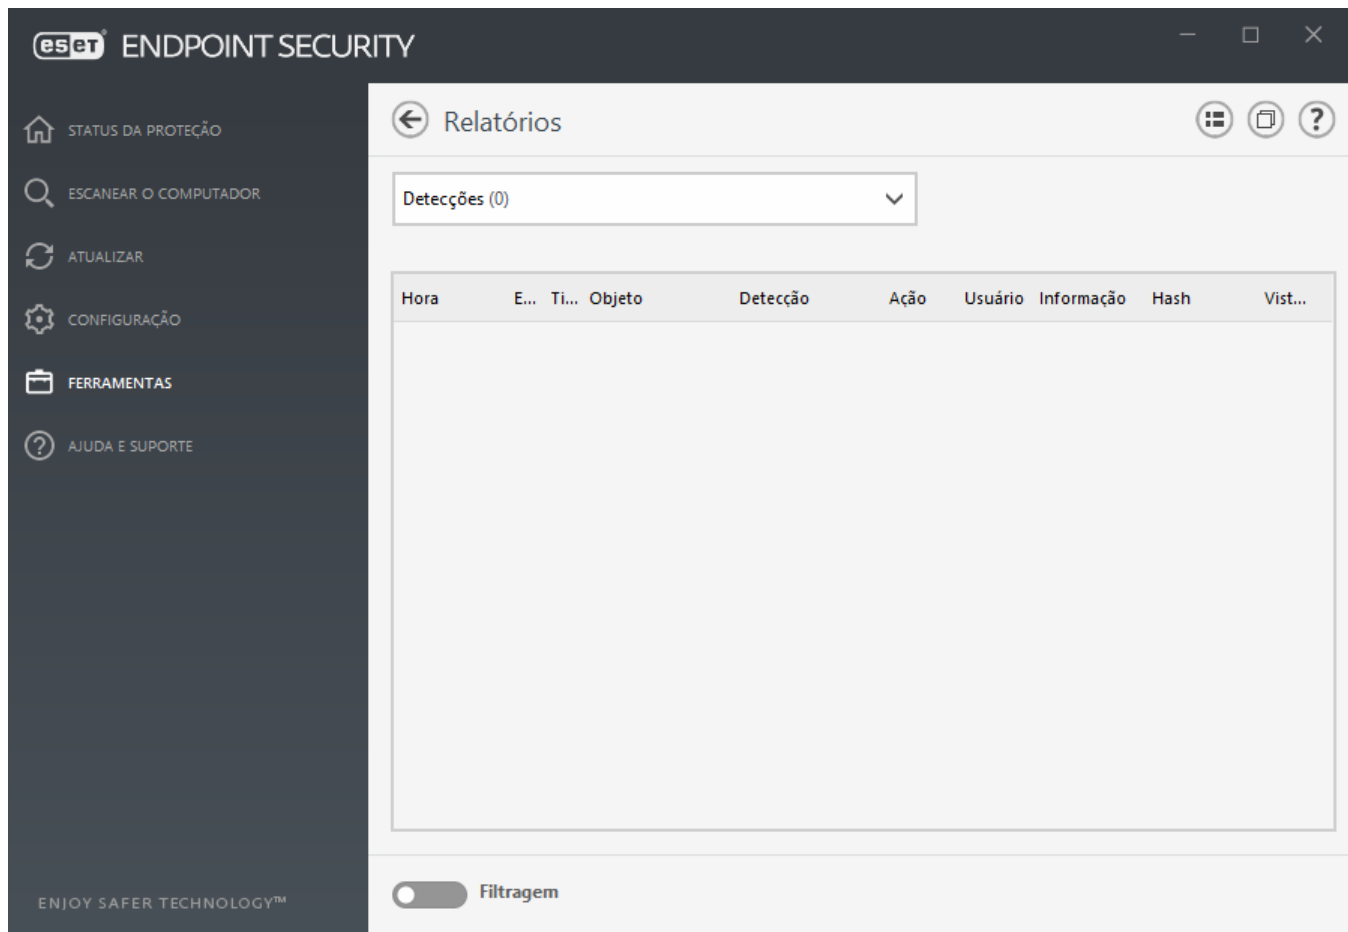 eset ENDPOINT SECURITY
STATUS DA PROTEÇÃO
ESCANEAR O COMPUTADOR
ATUALIZAR
CONFIGURAÇÃO
FERRAMENTAS
AJUDA E SUPORTE
ENJOY SAFER TECHNOLOGY™
Relatórios
?
Detecções (0)
Hora E... Ti... Objeto Detecção Ação Usuário Informação Hash Vist...
Filtragem